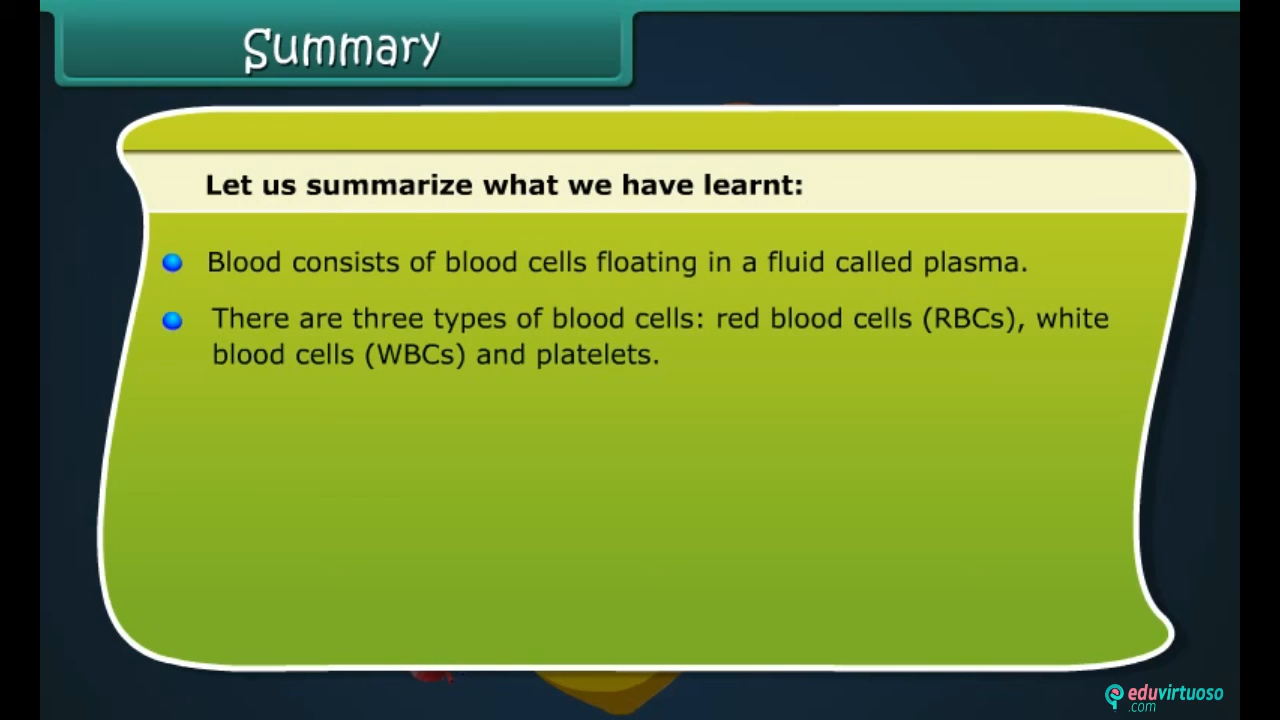 Summary
Let us summarize what we have learnt:
Blood consists of blood cells floating in a fluid called plasma.
There are three types of blood cells: red blood cells (RBCs), white
blood cells (WBCs) and platelets.
eduvirtuoso
.com